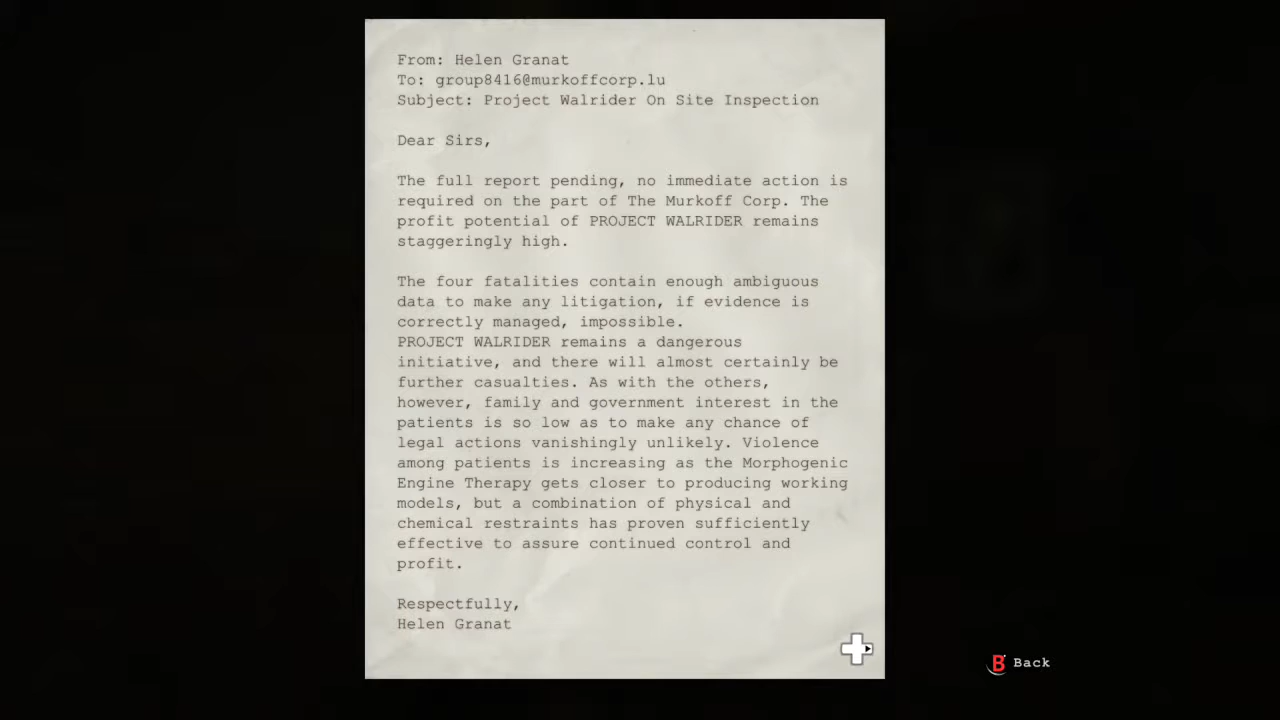 From: Helen Granat
To: group8416@murkoffcorp.lu
Subject: Project Walrider On Site Inspection
Dear Sirs,
The full report pending, no immediate action is
required on the part of The Murkoff Corp. The
profit potential of PROJECT WALRIDER remains
staggeringly high.
The four fatalities contain enough ambiguous
data to make any litigation, if evidence is
correctly managed, impossible.
PROJECT WALRIDER remains a dangerous
initiative, and there will almost certainly be
further casualties. As with the others,
however, family and government interest in the
patients is so low as to make any chance of
legal actions vanishingly unlikely. Violence
among patients is increasing as the Morphogenic
Engine Therapy gets closer to producing working
models, but a combination of physical and
chemical restraints has proven sufficiently
effective to assure continued control and
profit.
Respectfully,
Helen Granat
B Back